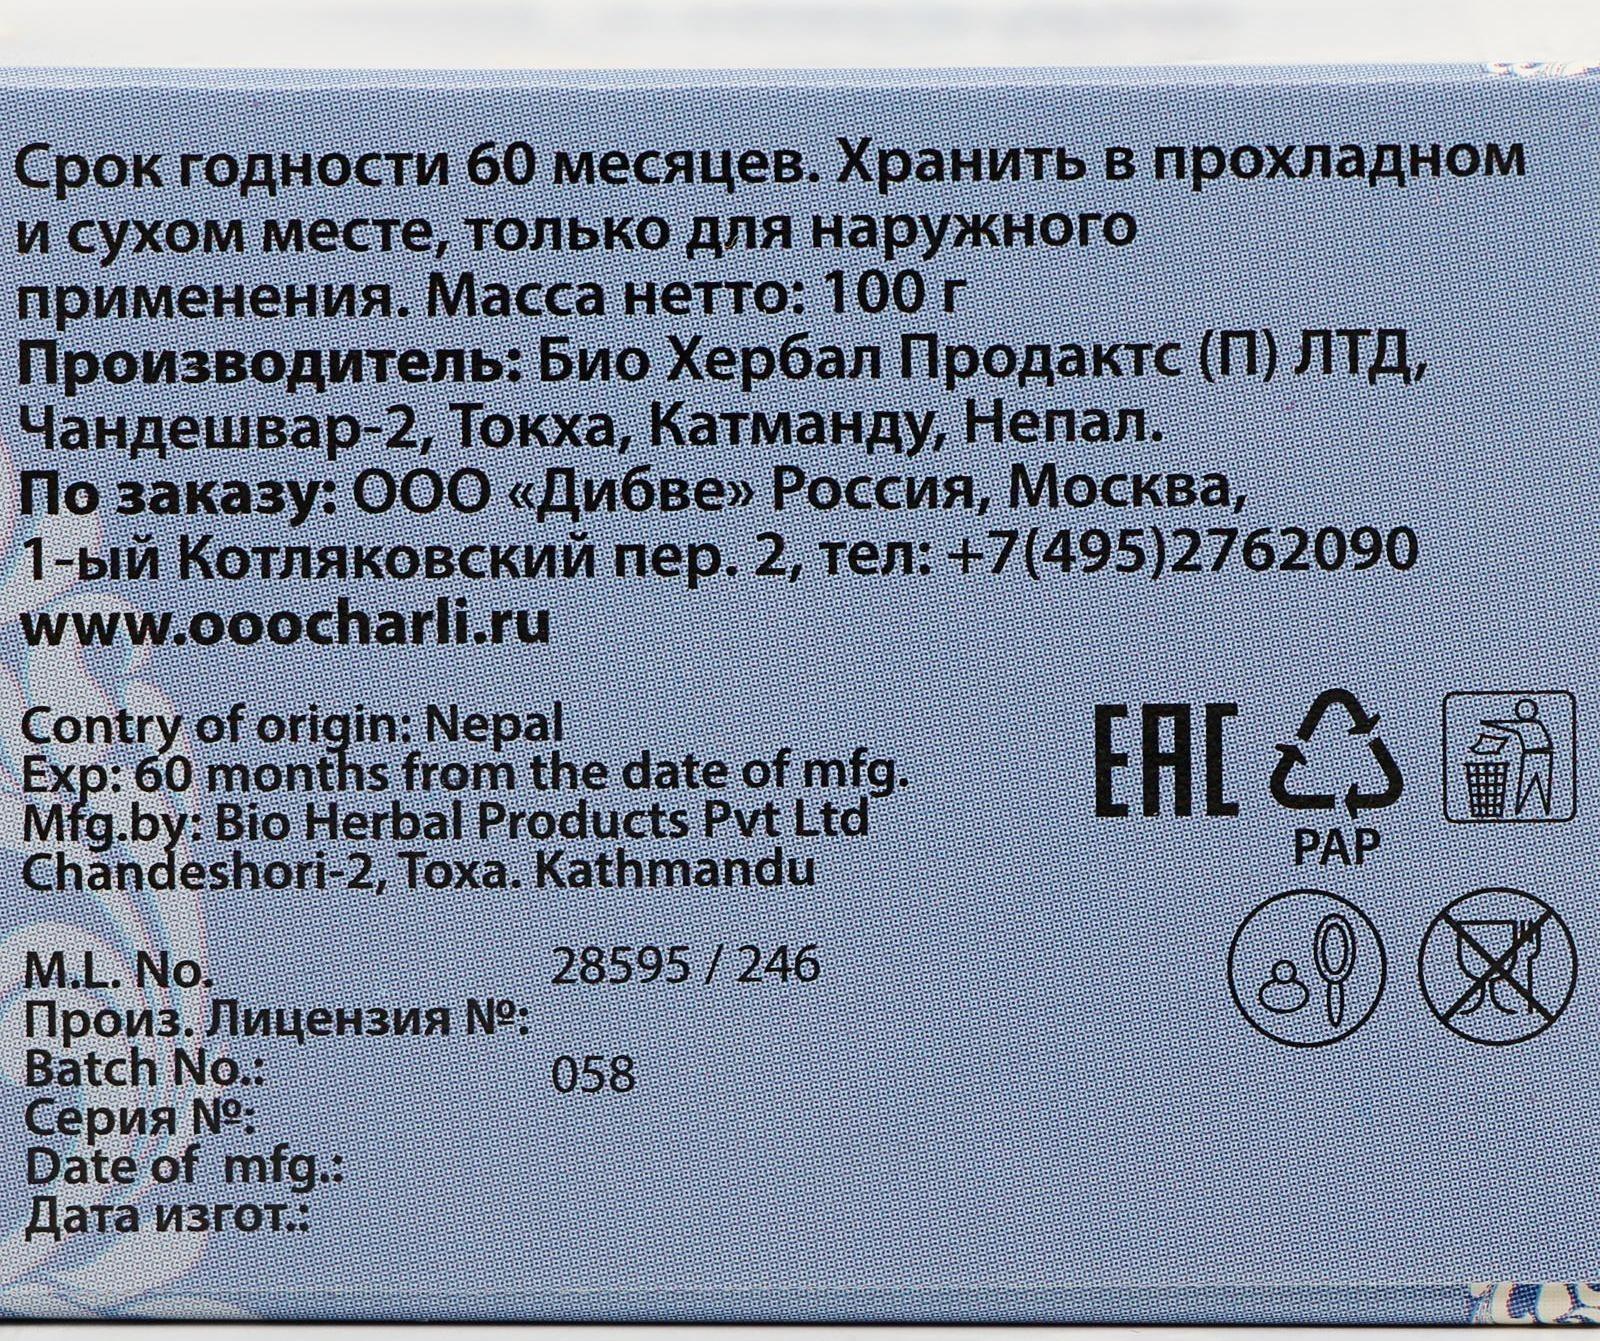 Срок годности 60 месяцев. Хранить в прохладном
и сухом месте, только для наружного
применения. Масса нетто: 100 г
Производитель: Био Хербал Продактс (П) ЛТД,
Чандешвар-2, Токха, Катманду, Непал.
По заказу: ООО «Дибве» Россия, Москва,
1-ый Котляковский пер. 2, тел: +7(495)2762090
www.ooocharli.ru
Contry of origin: Nepal
Exp: 60 months from the date of mfg.
Mfg.by: Bio Herbal Products Pvt Ltd
Chandeshori-2, Toxa. Kathmandu
EAC
PAP
M.L. No. 28595 / 246
Произ. Лицензия №:
Batch No.: 058
Серия №:
Date of mfg.:
Дата изгот.: